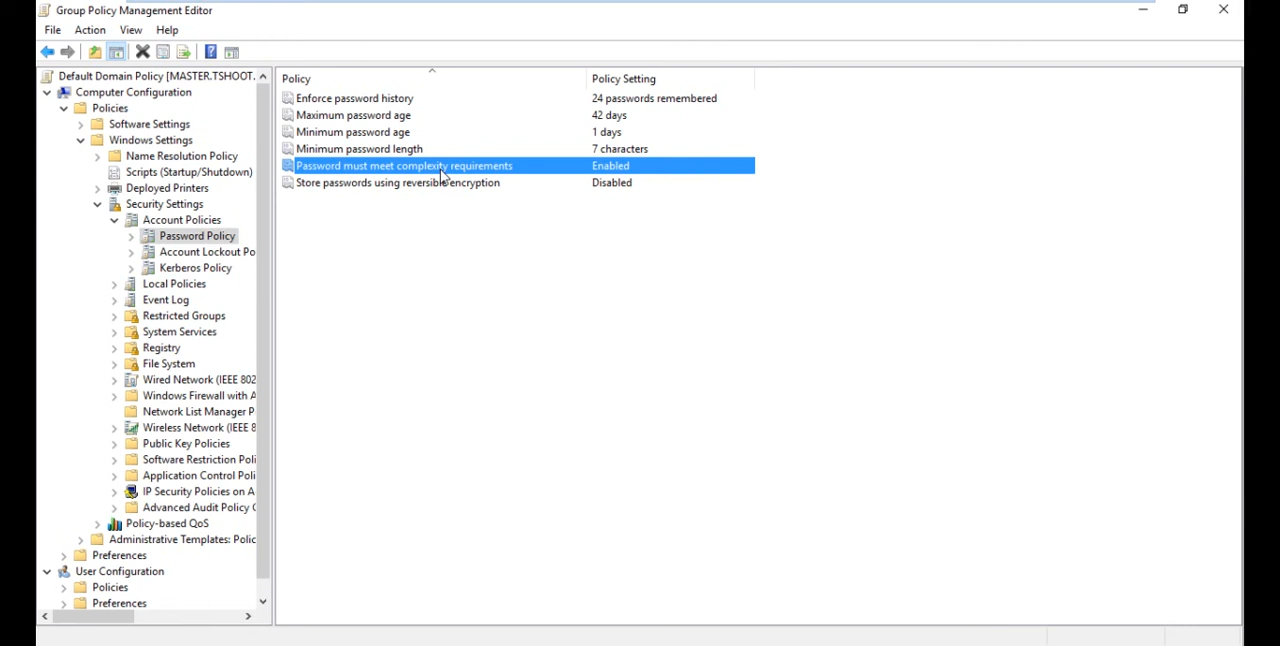 Group Policy Management Editor
File Action View Help
Default Domain Policy [MASTER.TSHOOT.
Computer Configuration
Policies
Software Settings
Windows Settings
Name Resolution Policy
Scripts (Startup/Shutdown)
Deployed Printers
Security Settings
Account Policies
Password Policy
Account Lockout Po
Kerberos Policy
Local Policies
Event Log
Restricted Groups
System Services
Registry
File System
Wired Network (IEEE 802
Windows Firewall with A
Network List Manager P
Wireless Network (IEEE 8
Public Key Policies
Software Restriction Poli
Application Control Poli
IP Security Policies on A
Advanced Audit Policy C
Policy-based QoS
Administrative Templates: Polic
Preferences
User Configuration
Policies
Preferences
Policy Policy Setting
Enforce password history 24 passwords remembered
Maximum password age 42 days
Minimum password age 1 days
Minimum password length 7 characters
Password must meet complexity requirements Enabled
Store passwords using reversible encryption Disabled